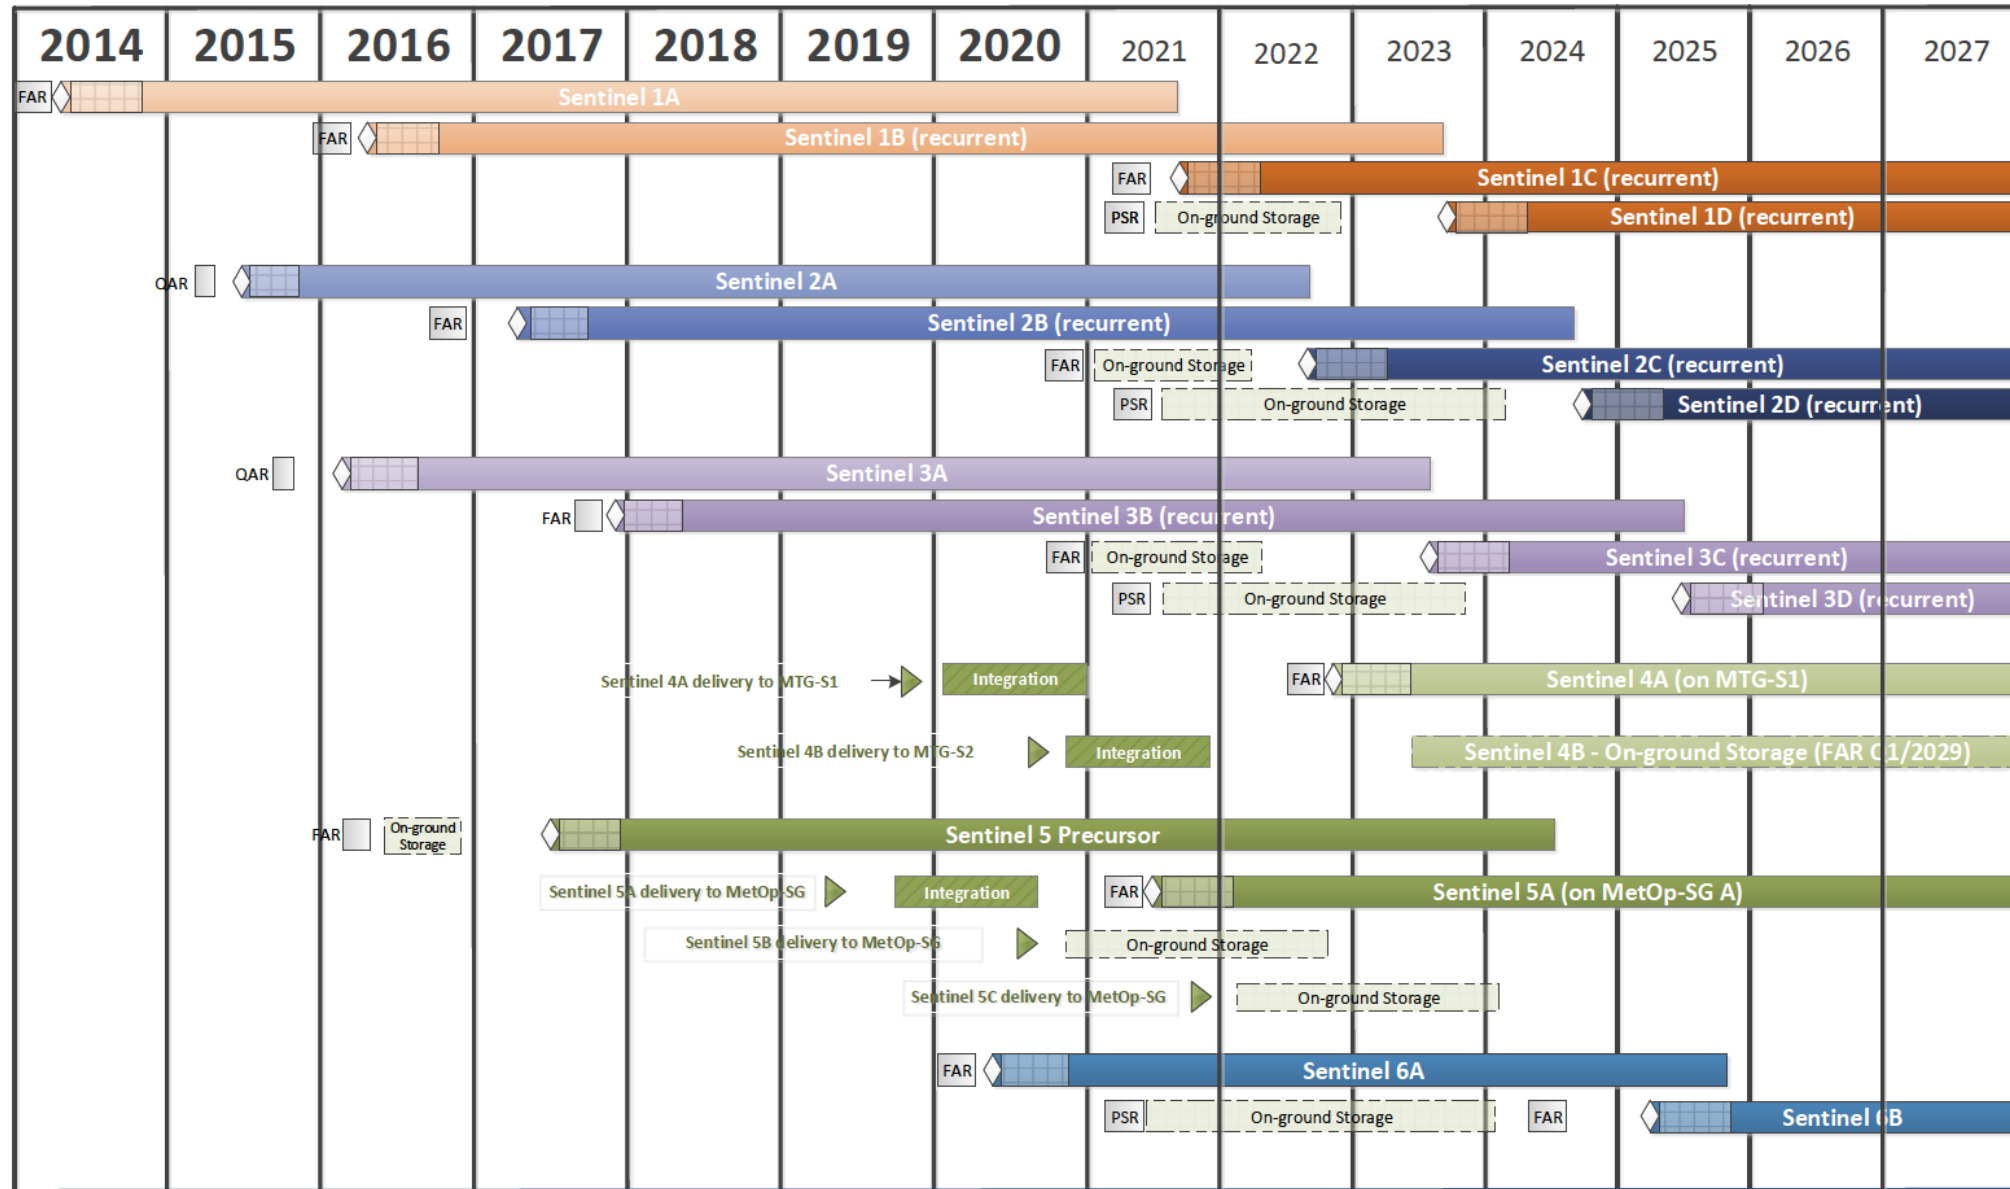 2014 2015 2016 2017 2018 2019 2020 2021 2022 2023 2024 2025 2026 2027
FAR Sentinel 1A
FAR Sentinel 1B (recurrent)
FAR Sentinel 1C (recurrent)
PSR On-ground Storage Sentinel 1D (recurrent)
QAR Sentinel 2A
FAR Sentinel 2B (recurrent)
FAR On-ground Storage Sentinel 2C (recurrent)
PSR On-ground Storage Sentinel 2D (recurrent)
QAR Sentinel 3A
FAR Sentinel 3B (recurrent)
FAR On-ground Storage Sentinel 3C (recurrent)
PSR On-ground Storage Sentinel 3D (recurrent)
Sentinel 4A delivery to MTG-S1 Integration FAR Sentinel 4A (on MTG-S1)
Sentinel 4B delivery to MTG-S2 Integration Sentinel 4B - On-ground Storage (FAR Q1/2029)
FAR On-ground
Storage
Sentinel 5 Precursor
Sentinel 5A delivery to MetOp-SG Integration FAR Sentinel 5A (on MetOp-SG A)
Sentinel 5B delivery to MetOp-SG On-ground Storage
Sentinel 5C delivery to MetOp-SG On-ground Storage
FAR Sentinel 6A
PSR On-ground Storage FAR Sentinel 6B